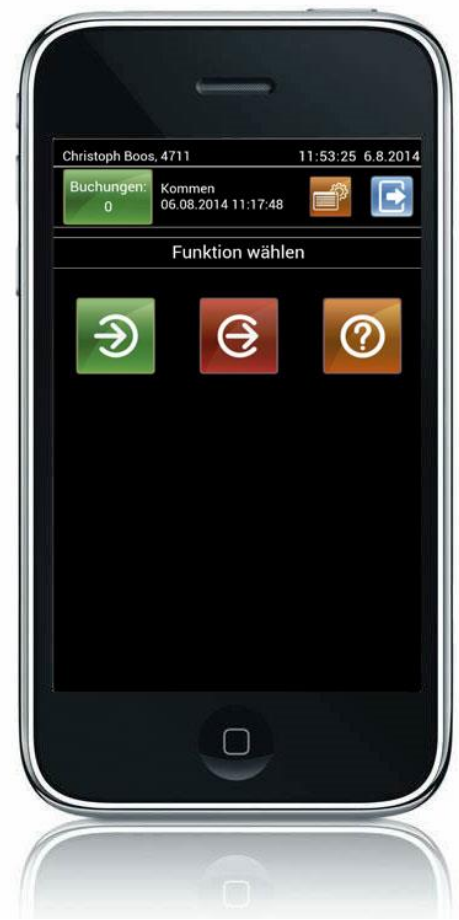 Christoph Boos, 4711 11:53:25 6.8.2014
Buchungen:
0
Kommen
06.08.2014 11:17:48
Funktion wählen